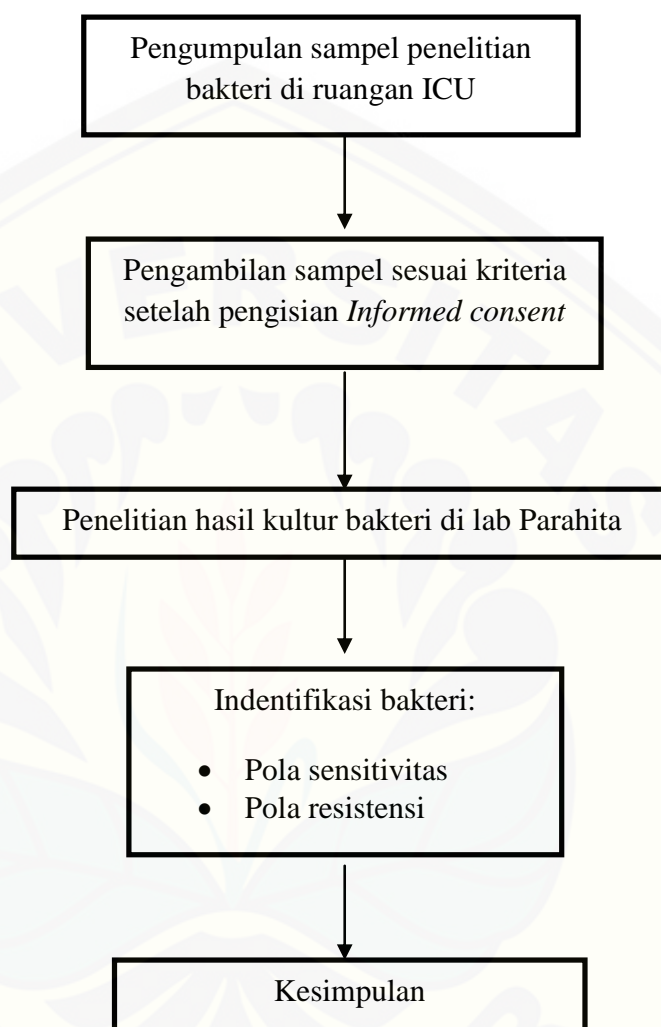 Pengumpulan sampel penelitian
bakteri di ruangan ICU
Pengambilan sampel sesuai kriteria
setelah pengisian Informed consent
Penelitian hasil kultur bakteri di lab Parahita
Indentifikasi bakteri:
• Pola sensitivitas
• Pola resistensi
Kesimpulan
UNIVERSITAS